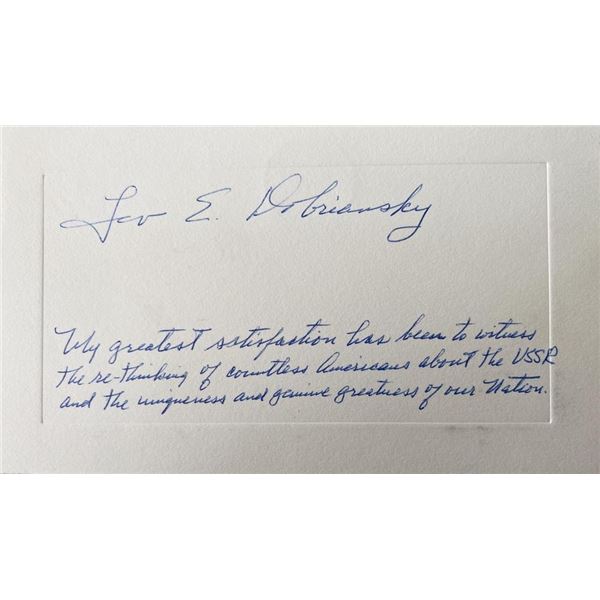 Lev E. Dobriansky
My greatest satisfaction has been to witness
the re-thinking of countless Americans about the USSR
and the uniqueness and genuine greatness of our Nation.